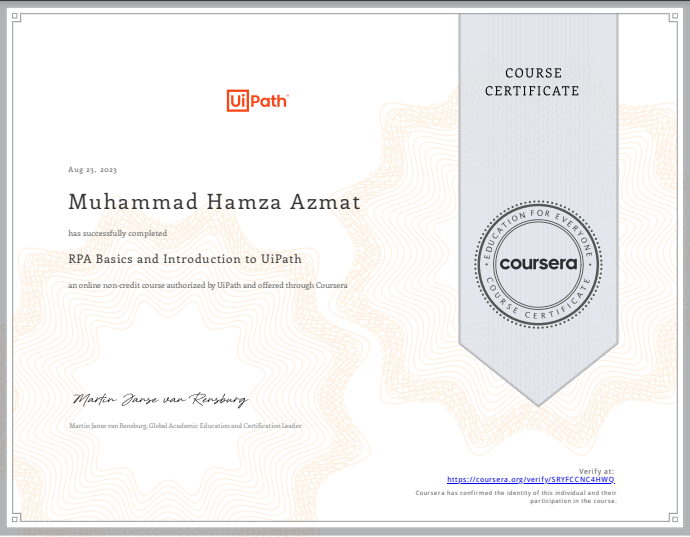 COURSE
CERTIFICATE
UiPath
Aug 23, 2023
Muhammad Hamza Azmat
has successfully completed
RPA Basics and Introduction to UiPath
an online non-credit course authorized by UiPath and offered through Coursera
EDUCATION FOR EVERYONE
coursera
COURSE CERTIFICATE
Martin Janse van Rensburg
Martin Janse van Rensburg, Global Academic Education and Certification Leader
Verify at:
https://coursera.org/verify/SRYFCCNC4HWQ
Coursera has confirmed the identity of this individual and their
participation in the course.